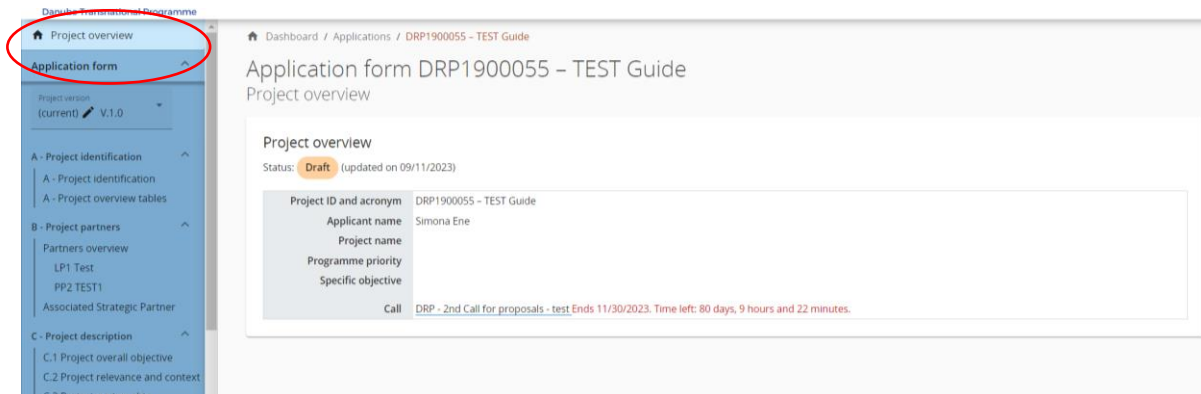 Danube Transnational Programme
Project overview
Application form
Project version
(current) V.1.0
A - Project identification
A - Project identification
A - Project overview tables
B - Project partners
Partners overview
LP1 Test
PP2 TEST1
Associated Strategic Partner
C - Project description
C.1 Project overall objective
C.2 Project relevance and context
Dashboard / Applications / DRP1900055 – TEST Guide
Application form DRP1900055 – TEST Guide
Project overview
Project overview
Status: Draft (updated on 09/11/2023)
Project ID and acronym DRP1900055 – TEST Guide
Applicant name Simona Ene
Project name
Programme priority
Specific objective
Call DRP - 2nd Call for proposals - test Ends 11/30/2023. Time left: 80 days, 9 hours and 22 minutes.